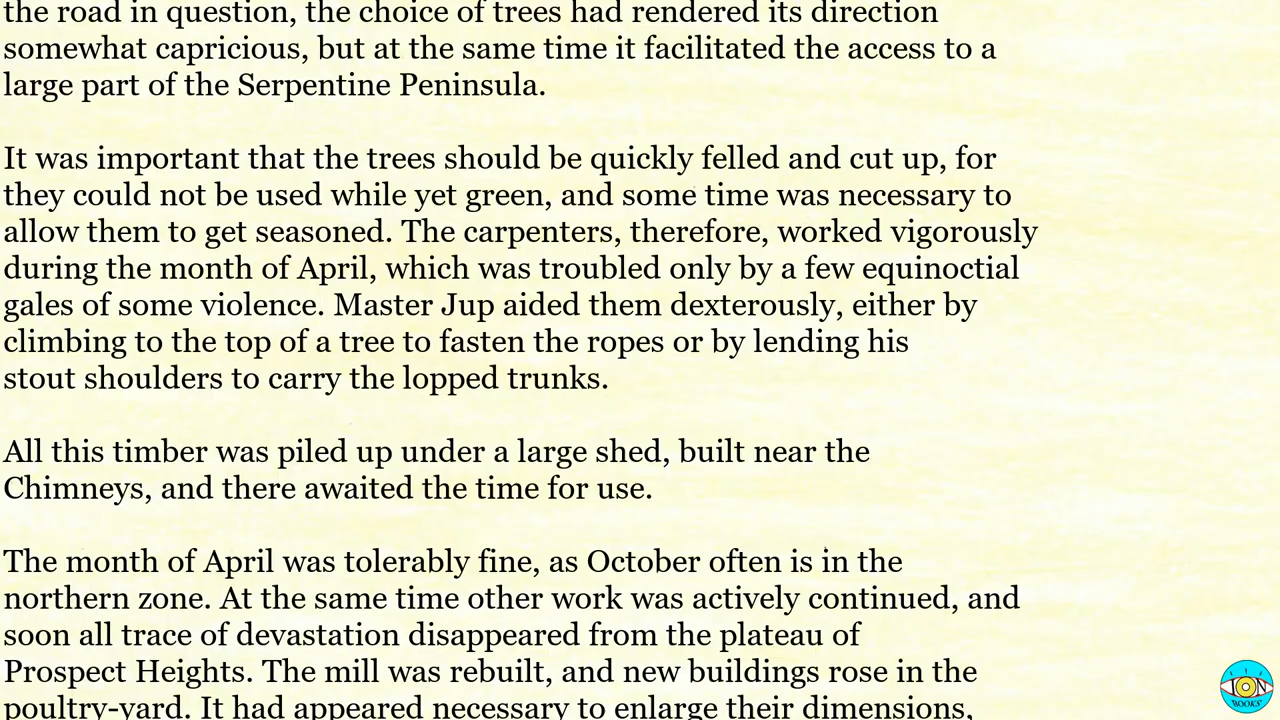 the road in question, the choice of trees had rendered its direction
somewhat capricious, but at the same time it facilitated the access to a
large part of the Serpentine Peninsula.
It was important that the trees should be quickly felled and cut up, for
they could not be used while yet green, and some time was necessary to
allow them to get seasoned. The carpenters, therefore, worked vigorously
during the month of April, which was troubled only by a few equinoctial
gales of some violence. Master Jup aided them dexterously, either by
climbing to the top of a tree to fasten the ropes or by lending his
stout shoulders to carry the lopped trunks.
All this timber was piled up under a large shed, built near the
Chimneys, and there awaited the time for use.
The month of April was tolerably fine, as October often is in the
northern zone. At the same time other work was actively continued, and
soon all trace of devastation disappeared from the plateau of
Prospect Heights. The mill was rebuilt, and new buildings rose in the
poultry-yard. It had appeared necessary to enlarge their dimensions,
ION
BOOKS